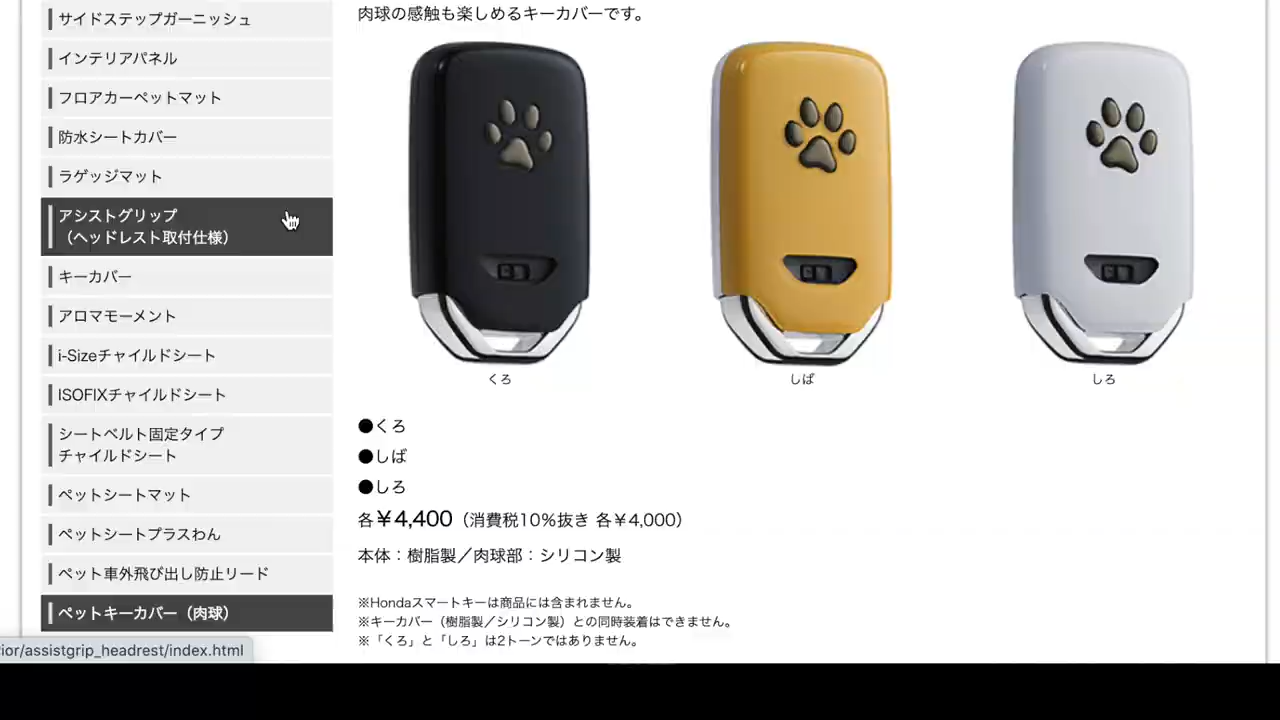 サイドステップガーニッシュ
インテリアパネル
フロアカーペットマット
防水シートカバー
ラゲッジマット
アシストグリップ
（ヘッドレスト取付仕様）
キーカバー
アロマモーメント
i-Sizeチャイルドシート
ISOFIXチャイルドシート
シートベルト固定タイプ
チャイルドシート
ペットシートマット
ペットシートプラスわん
ペット車外飛び出し防止リード
ペットキーカバー（肉球）
ior/assistgrip_headrest/index.html
肉球の感触も楽しめるキーカバーです。
くろ
しば
しろ
●くろ
●しば
●しろ
各￥4,400（消費税10％抜き 各￥4,000）
本体：樹脂製／肉球部：シリコン製
※Hondaスマートキーは商品には含まれません。
※キーカバー（樹脂製／シリコン製）との同時装着はできません。
※「くろ」と「しろ」は2トーンではありません。